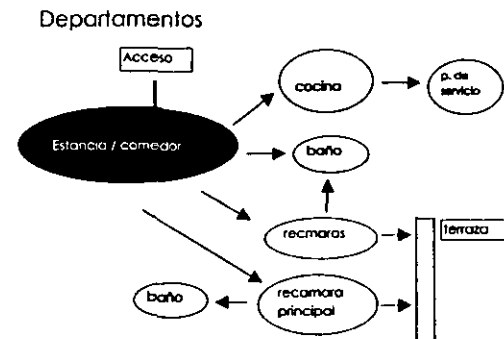 Departamentos
Acceso
cocina
p. de
servicio
Estancia / comedor
baño
recmaras
terraza
baño
recamara
principal